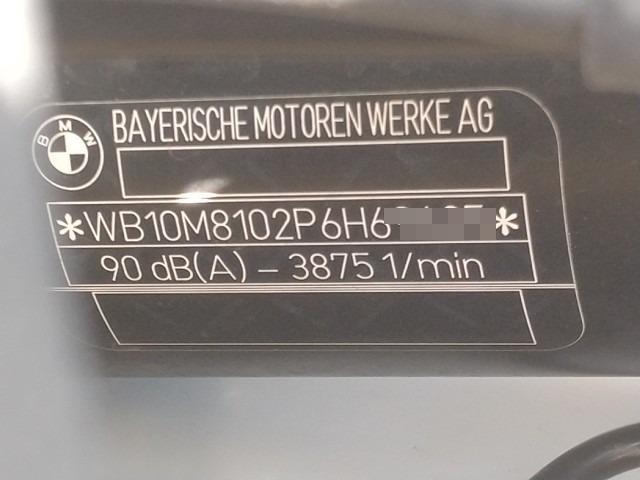 BMW
BAYERISCHE MOTOREN WERKE AG
*WB10M8102P6H6 *
90 dB(A) – 3875 1/min